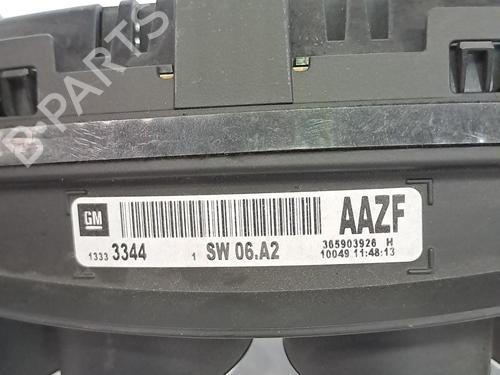 B-PARTS
GM
AAZF
1333 3344 1 SW 06.A2
365903926 H
10049 11:48:13